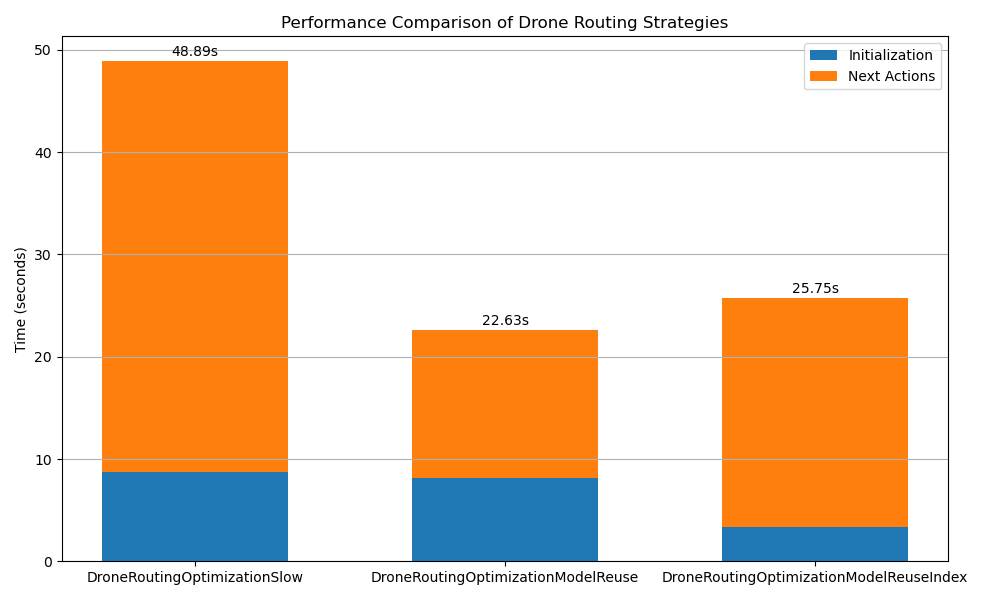 Performance Comparison of Drone Routing Strategies
Initialization
Next Actions
Time (seconds)
50
40
30
20
10
0
48.89s
22.63s
25.75s
DroneRoutingOptimizationSlow
DroneRoutingOptimizationModelReuse
DroneRoutingOptimizationModelReuseIndex